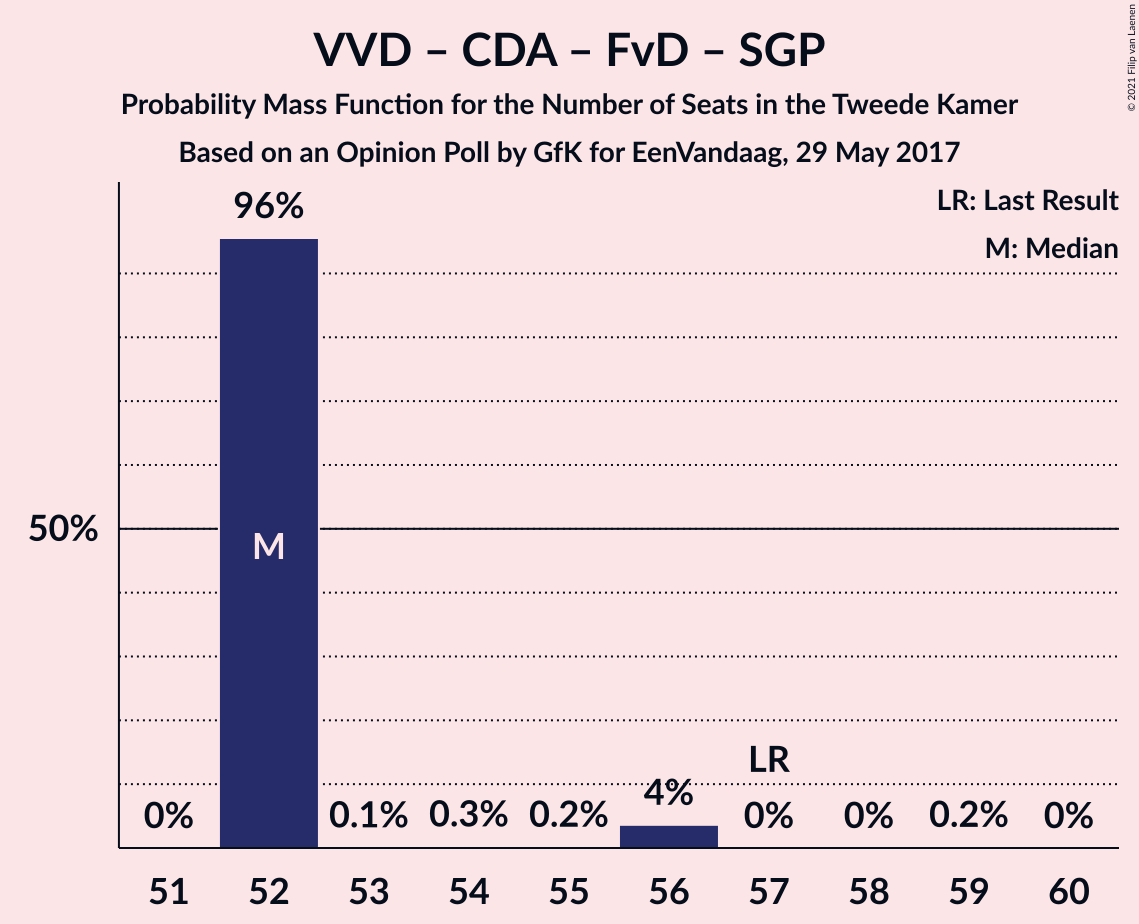 VVD – CDA – FvD – SGP
Probability Mass Function for the Number of Seats in the Tweede Kamer
Based on an Opinion Poll by GfK for EenVandaag, 29 May 2017
© 2021 Filip van Laenen
LR: Last Result
M: Median
96%
50%
M
LR
0%
0.1%
0.3%
0.2%
4%
0%
0%
0.2%
0%
51 52 53 54 55 56 57 58 59 60